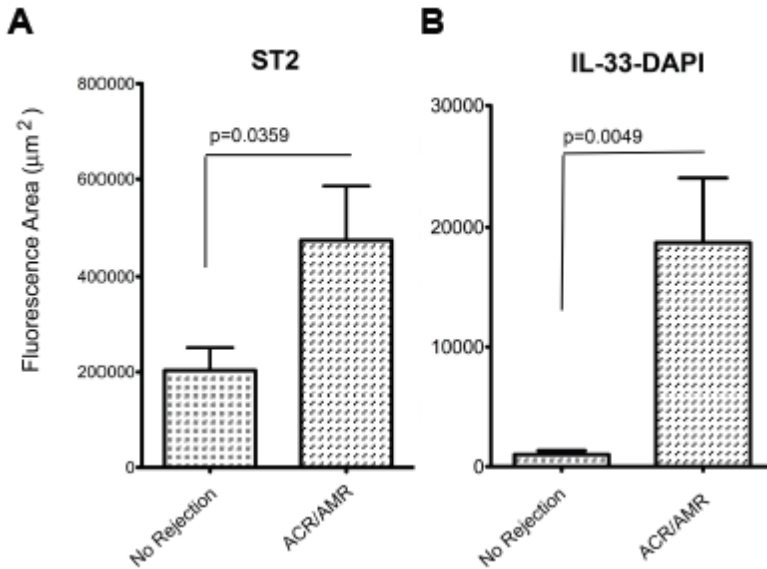 A
ST2
Fluorescence Area (μm²)
800000
600000
400000
200000
0
p=0.0359
No Rejection
ACR/AMR
B
IL-33-DAPI
30000
20000
10000
0
p=0.0049
No Rejection
ACR/AMR